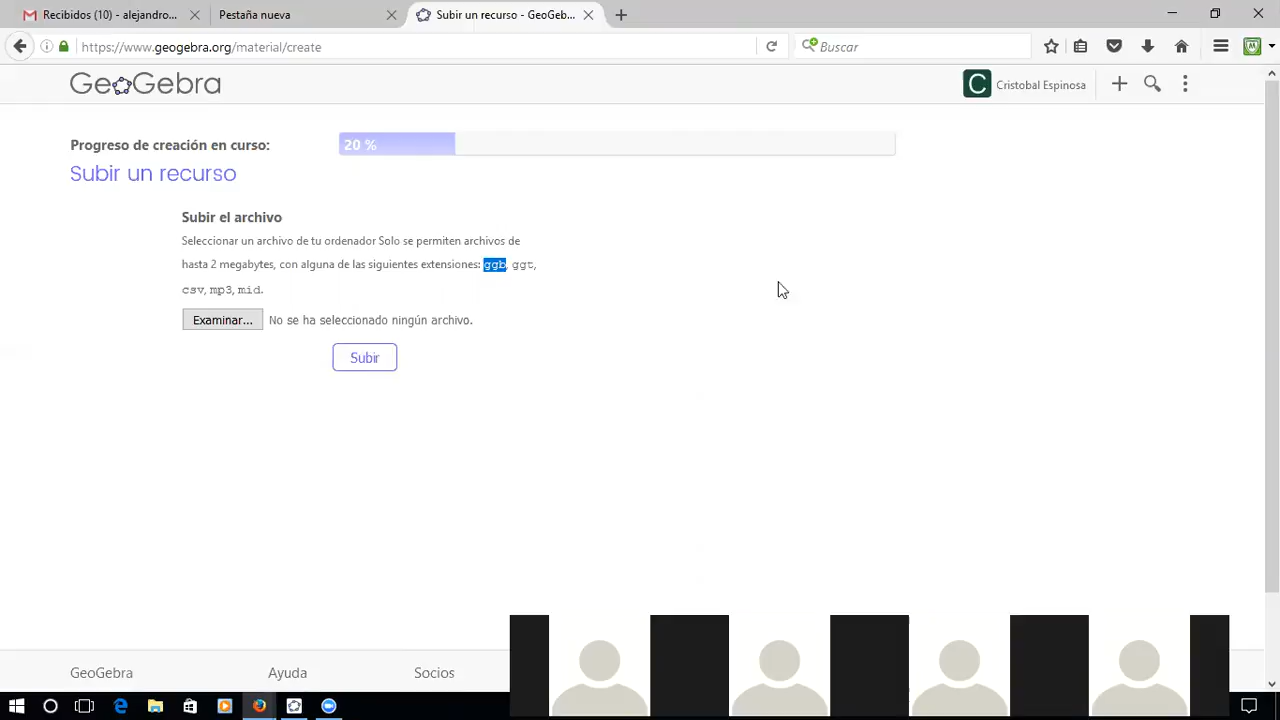 Recibidos (10) - alejandro...
Pestaña nueva
Subir un recurso - GeoGeb...
https://www.geogebra.org/material/create
Buscar
GeoGebra
C
Cristobal Espinosa
Progreso de creación en curso:
20 %
Subir un recurso
Subir el archivo
Seleccionar un archivo de tu ordenador Solo se permiten archivos de
hasta 2 megabytes, con alguna de las siguientes extensiones: ggb, ggt,
csv, mp3, mid.
Examinar...
No se ha seleccionado ningún archivo.
Subir
GeoGebra
Ayuda
Socios